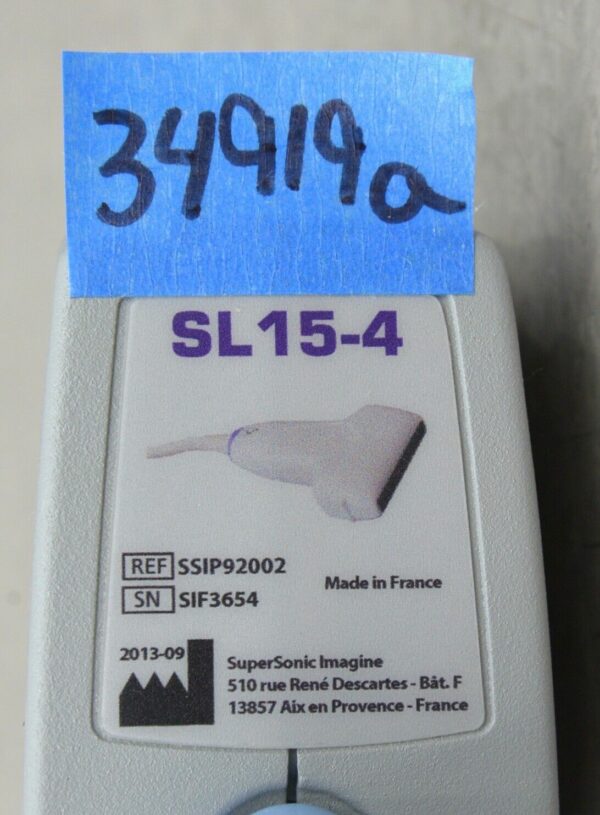 34919a
SL15-4
REF SSIP92002
SN SIF3654
Made in France
2013-09
SuperSonic Imagine
510 rue René Descartes - Bât. F
13857 Aix en Provence - France